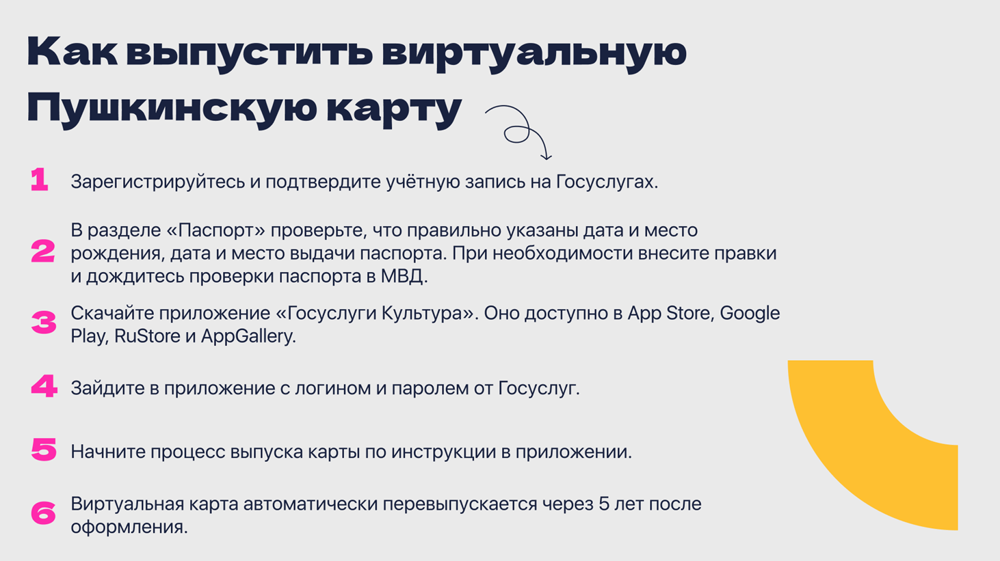 Как выпустить виртуальную
Пушкинскую карту
1 Зарегистрируйтесь и подтвердите учётную запись на Госуслугах.
2 В разделе «Паспорт» проверьте, что правильно указаны дата и место
рождения, дата и место выдачи паспорта. При необходимости внесите правки
и дождитесь проверки паспорта в МВД.
3 Скачайте приложение «Госуслуги Культура». Оно доступно в App Store, Google
Play, RuStore и AppGallery.
4 Зайдите в приложение с логином и паролем от Госуслуг.
5 Начните процесс выпуска карты по инструкции в приложении.
6 Виртуальная карта автоматически перевыпускается через 5 лет после
оформления.